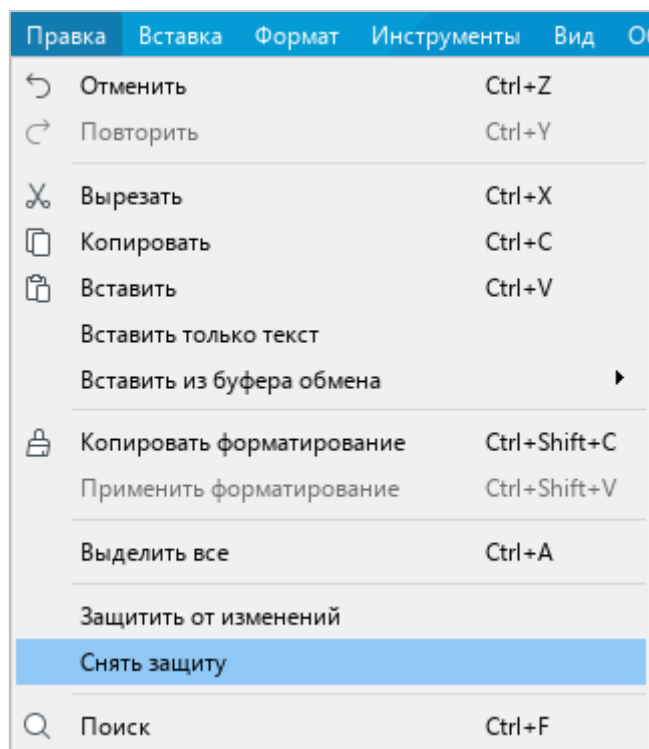 Правка Вставка Формат Инструменты Вид
Отменить Ctrl+Z
Повторить Ctrl+Y
Вырезать Ctrl+X
Копировать Ctrl+C
Вставить Ctrl+V
Вставить только текст
Вставить из буфера обмена
Копировать форматирование Ctrl+Shift+C
Применить форматирование Ctrl+Shift+V
Выделить все Ctrl+A
Защитить от изменений
Снять защиту
Поиск Ctrl+F